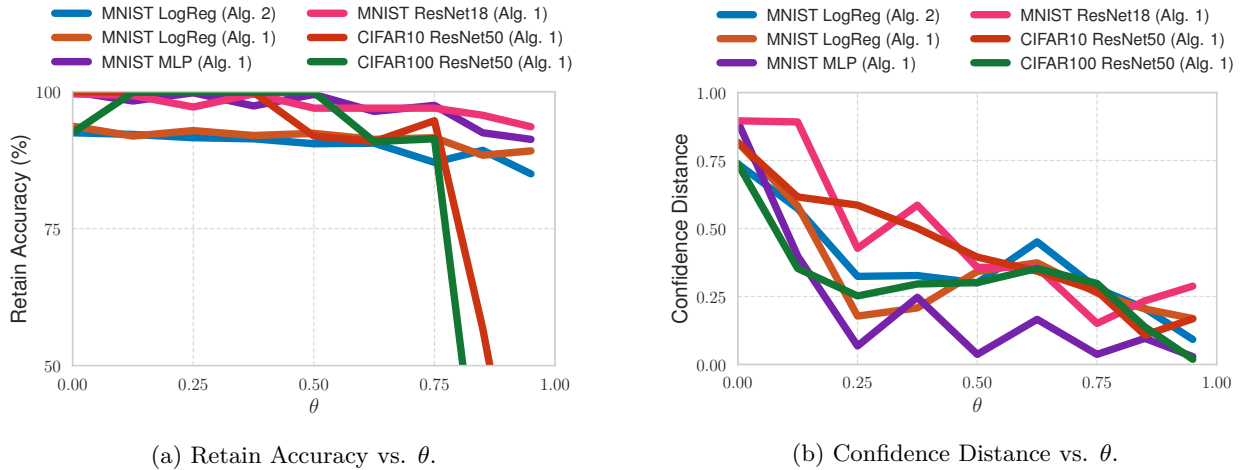 MNIST LogReg (Alg. 2)
MNIST LogReg (Alg. 1)
MNIST MLP (Alg. 1)
MNIST ResNet18 (Alg. 1)
CIFAR10 ResNet50 (Alg. 1)
CIFAR100 ResNet50 (Alg. 1)
Retain Accuracy (%)
100
75
50
0.00 0.25 0.50 0.75 1.00
θ
(a) Retain Accuracy vs. θ.
MNIST LogReg (Alg. 2)
MNIST LogReg (Alg. 1)
MNIST MLP (Alg. 1)
MNIST ResNet18 (Alg. 1)
CIFAR10 ResNet50 (Alg. 1)
CIFAR100 ResNet50 (Alg. 1)
Confidence Distance
1.00
0.75
0.50
0.25
0.00
0.00 0.25 0.50 0.75 1.00
θ
(b) Confidence Distance vs. θ.